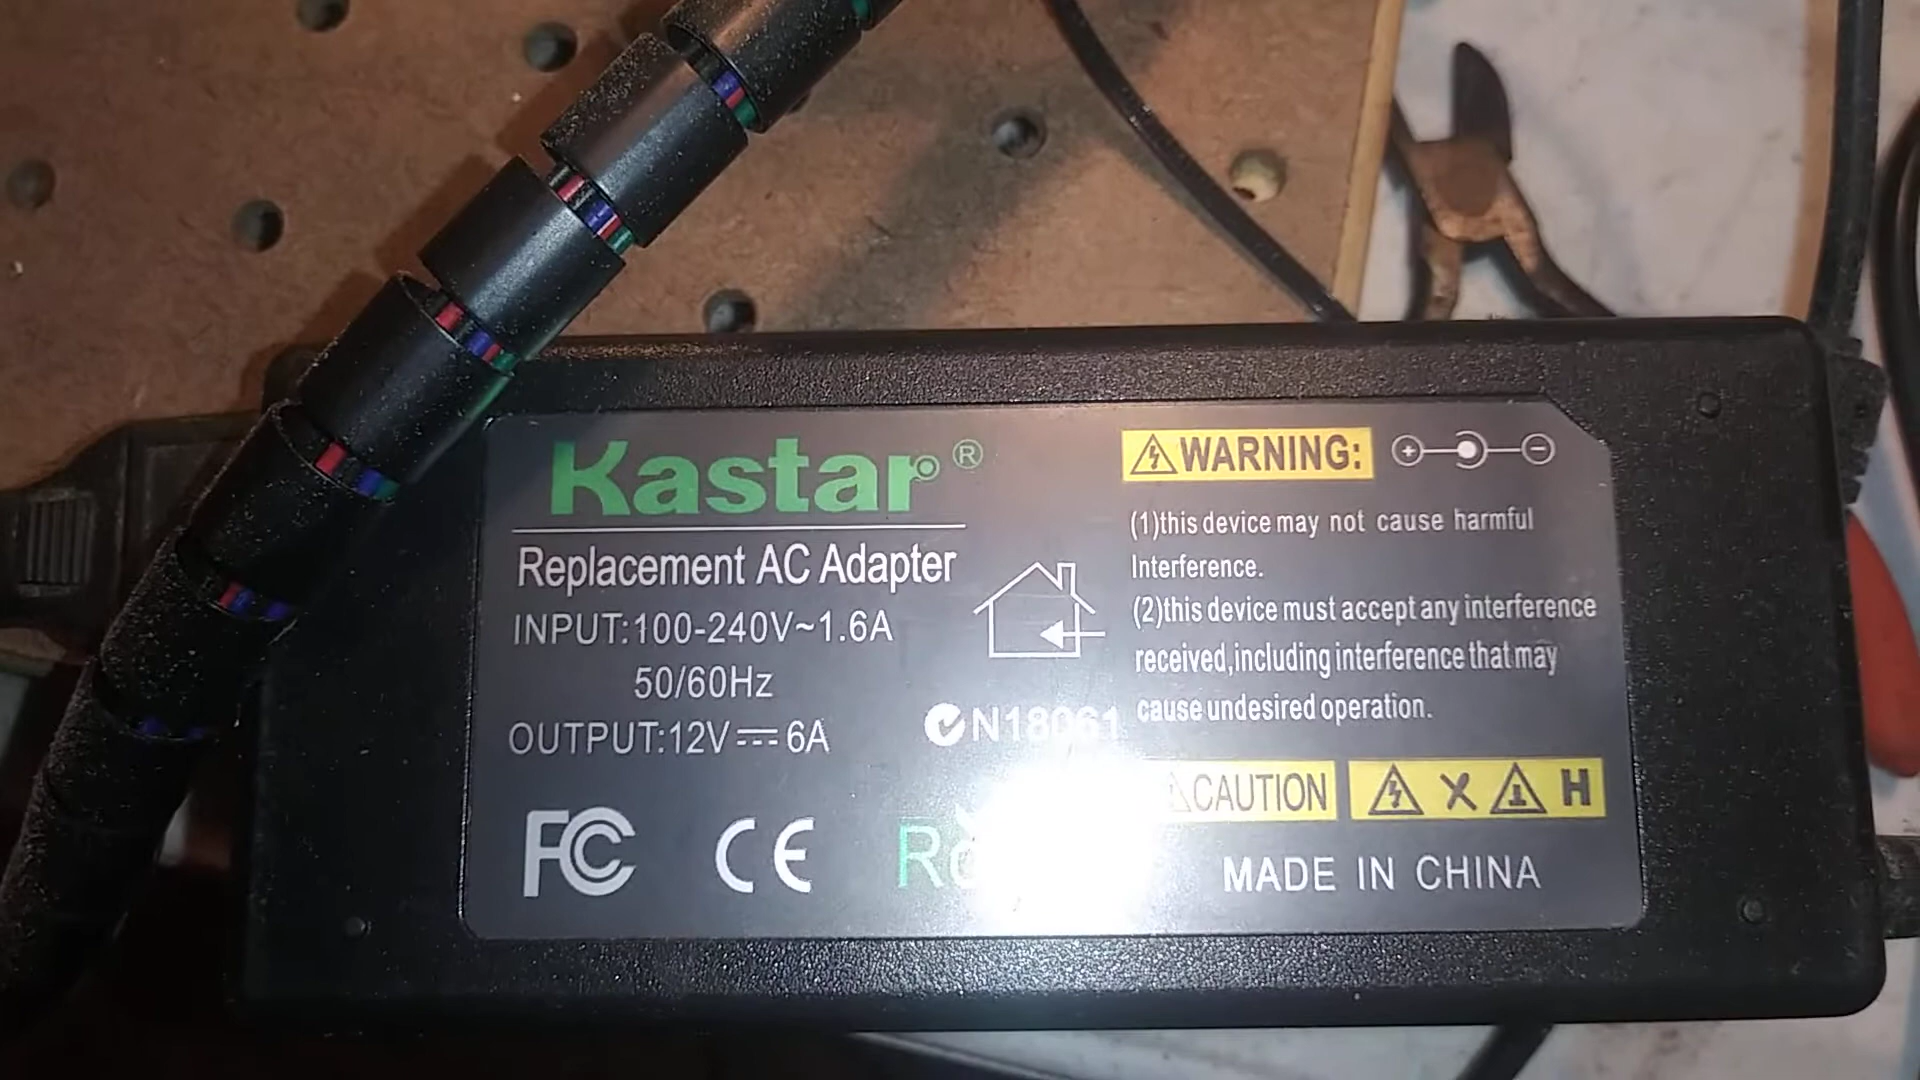 Kastar®
Replacement AC Adapter
INPUT:100-240V~1.6A
50/60Hz
OUTPUT:12V⎓6A
N18061
FC CE
WARNING:
(1)this device may not cause harmful
Interference.
(2)this device must accept any interference
received,including interference that may
cause undesired operation.
CAUTION
H
MADE IN CHINA